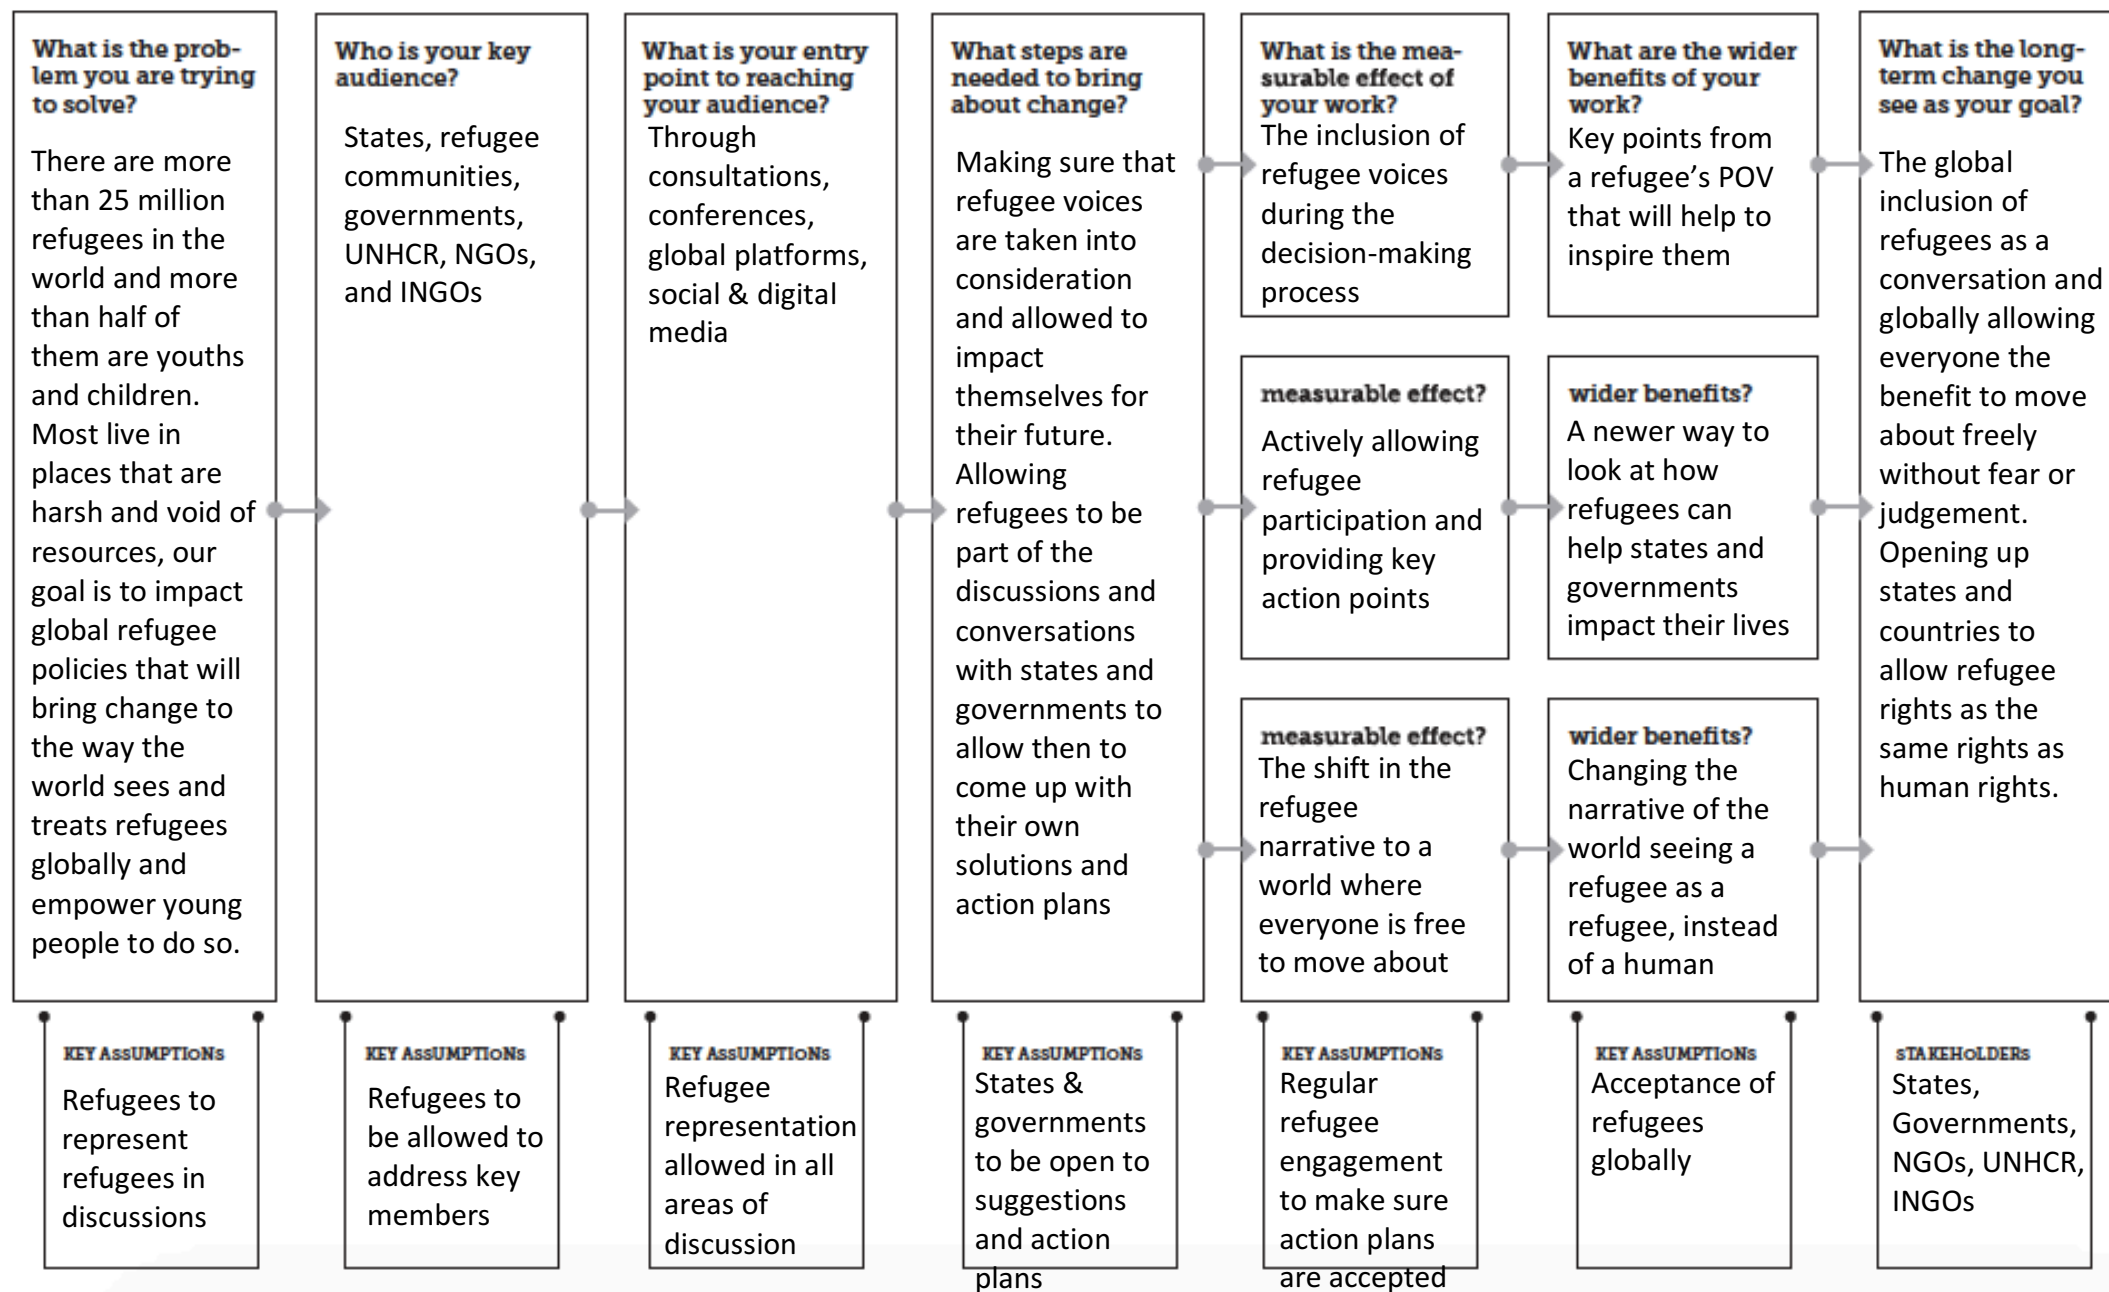 What is the prob-
lem you are trying
to solve?
There are more
than 25 million
refugees in the
world and more
than half of
them are youths
and children.
Most live in
places that are
harsh and void of
resources, our
goal is to impact
global refugee
policies that will
bring change to
the way the
world sees and
treats refugees
globally and
empower young
people to do so.
KEY AssUMPTIoNs
Refugees to
represent
refugees in
discussions
Who is your key
audience?
States, refugee
communities,
governments,
UNHCR, NGOs,
and INGOs
KEY AssUMPTIoNs
Refugees to
be allowed to
address key
members
What is your entry
point to reaching
your audience?
Through
consultations,
conferences,
global platforms,
social & digital
media
KEY AssUMPTIoNs
Refugee
representation
allowed in all
areas of
discussion
What steps are
needed to bring
about change?
Making sure that
refugee voices
are taken into
consideration
and allowed to
impact
themselves for
their future.
Allowing
refugees to be
part of the
discussions and
conversations
with states and
governments to
allow then to
come up with
their own
solutions and
action plans
KEY AssUMPTIoNs
States &
governments
to be open to
suggestions
and action
plans
What is the mea-
surable effect of
your work?
The inclusion of
refugee voices
during the
decision-making
process
measurable effect?
Actively allowing
refugee
participation and
providing key
action points
measurable effect?
The shift in the
refugee
narrative to a
world where
everyone is free
to move about
KEY AssUMPTIoNs
Regular
refugee
engagement
to make sure
action plans
are accepted
What are the wider
benefits of your
work?
Key points from
a refugee’s POV
that will help to
inspire them
wider benefits?
A newer way to
look at how
refugees can
help states and
governments
impact their lives
wider benefits?
Changing the
narrative of the
world seeing a
refugee as a
refugee, instead
of a human
KEY AssUMPTIoNs
Acceptance of
refugees
globally
What is the long-
term change you
see as your goal?
The global
inclusion of
refugees as a
conversation and
globally allowing
everyone the
benefit to move
about freely
without fear or
judgement.
Opening up
states and
countries to
allow refugee
rights as the
same rights as
human rights.
sTAKEHoLDERs
States,
Governments,
NGOs, UNHCR,
INGOs